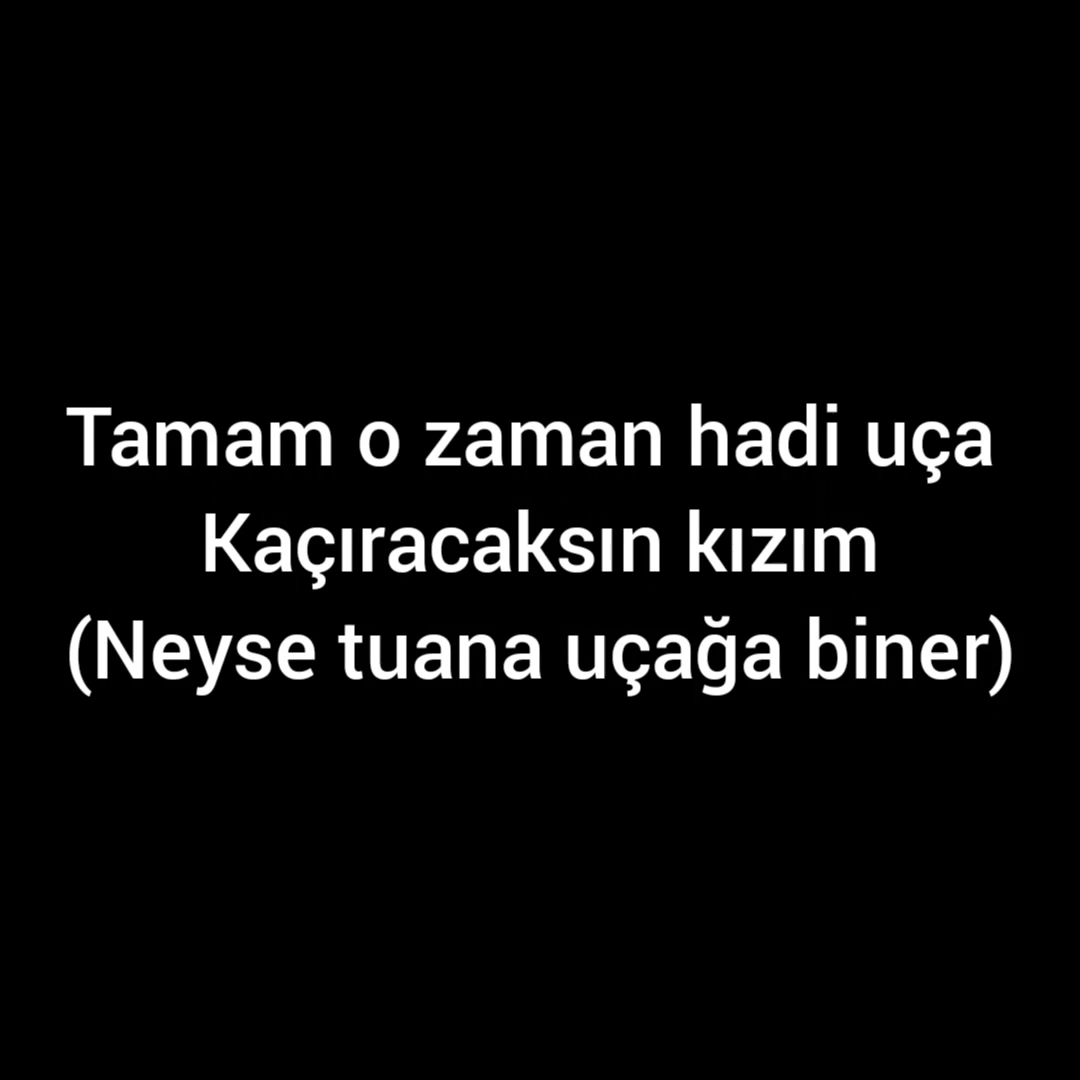 Tamam o zaman hadi uça
Kaçıracaksın kızım
(Neyse tuana uçağa biner)